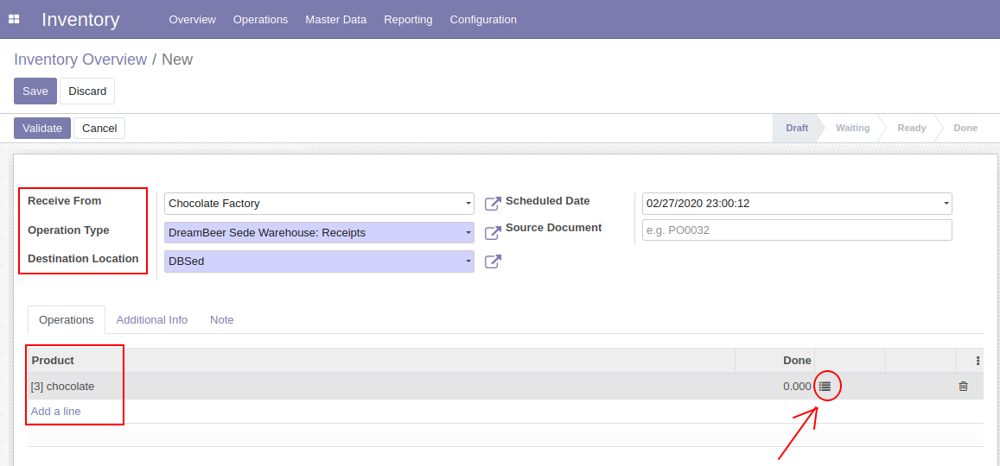 Inventory Overview Operations Master Data Reporting Configuration
Inventory Overview / New
Save Discard
Validate Cancel Draft Waiting Ready Done
Receive From Chocolate Factory Scheduled Date 02/27/2020 23:00:12
Operation Type DreamBeer Sede Warehouse: Receipts Source Document e.g. PO0032
Destination Location DBSed
Operations Additional Info Note
Product Done
[3] chocolate 0.000
Add a line